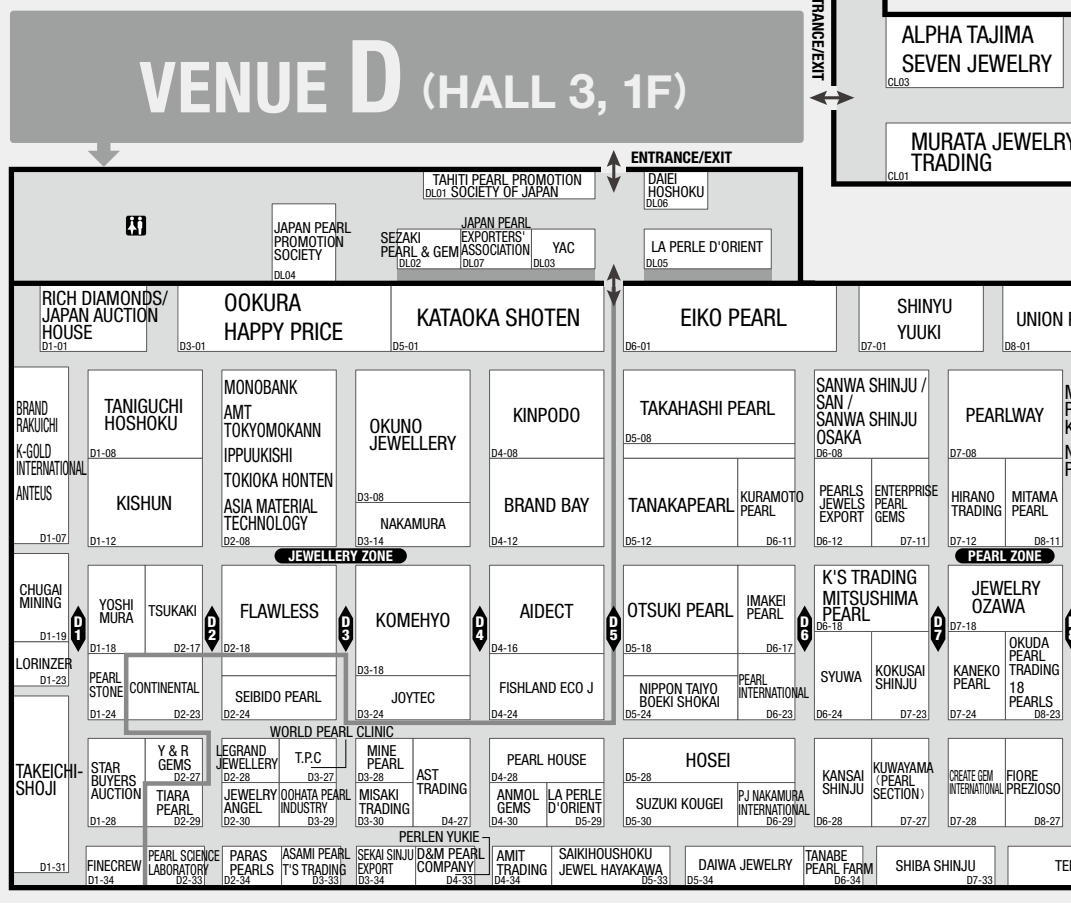 VENUE D (HALL 3, 1F)
ENTRANCE/EXIT
ALPHA TAJIMA
SEVEN JEWELRY
CL03
MURATA JEWELRY
TRADING
CL01
ENTRANCE/EXIT
TAHITI PEARL PROMOTION
SOCIETY OF JAPAN
DL01
DAIEI
HOSHOKU
DL06
JAPAN PEARL
PROMOTION
SOCIETY
DL04
SEZAKI
PEARL & GEM
DL02
JAPAN PEARL
EXPORTERS'
ASSOCIATION
DL07
YAC
DL03
LA PERLE D'ORIENT
DL05
RICH DIAMONDS/
JAPAN AUCTION
HOUSE
D1-01
OOKURA
HAPPY PRICE
D3-01
KATAOKA SHOTEN
D5-01
EIKO PEARL
D6-01
SHINYU
YUUKI
D7-01
UNION
D8-01
BRAND
RAKUICHI
K-GOLD
INTERNATIONAL
ANTEUS
D1-07
TANIGUCHI
HOSHOKU
D1-08
KISHUN
D1-12
MONOBANK
AMT
TOKYOMOKANN
IPPUUKISHI
TOKIOKA HONTEN
ASIA MATERIAL
TECHNOLOGY
D2-08
OKUNO
JEWELLERY
D3-08
NAKAMURA
D3-14
KINPODO
D4-08
BRAND BAY
D4-12
TAKAHASHI PEARL
D5-08
TANAKAPEARL
D5-12
KURAMOTO
PEARL
D6-11
SANWA SHINJU /
SAN /
SANWA SHINJU
OSAKA
D6-08
PEARLS
JEWELS
EXPORT
D6-12
ENTERPRISE
PEARL
GEMS
D7-11
PEARLWAY
D7-08
HIRANO
TRADING
D7-12
MITAMA
PEARL
D8-11
JEWELLERY ZONE
PEARL ZONE
CHUGAI
MINING
D1-19
LORINZER
D1-23
D1
YOSHI
MURA
D1-18
TSUKAKI
D2-17
D2
FLAWLESS
D2-18
D3
KOMEHYO
D3-18
D4
AIDECT
D4-16
D5
OTSUKI PEARL
D5-18
IMAKEI
PEARL
D6-17
D6
K'S TRADING
MITSUSHIMA
PEARL
D6-18
D7
JEWELRY
OZAWA
D7-18
PEARL
STONE
D1-24
CONTINENTAL
D2-23
SEIBIDO PEARL
D2-24
JOYTEC
D3-24
FISHLAND ECO J
D4-24
NIPPON TAIYO
BOEKI SHOKAI
D5-24
PEARL
INTERNATIONAL
D6-23
SYUWA
D6-24
KOKUSAI
SHINJU
D7-23
KANEKO
PEARL
D7-24
OKUDA
PEARL
TRADING
18
PEARLS
D8-23
TAKEICHI-
SHOJI
D1-31
STAR
BUYERS
AUCTION
D1-28
Y & R
GEMS
D2-27
TIARA
PEARL
D2-29
WORLD PEARL CLINIC
LEGRAND
JEWELLERY
D2-28
T.P.C
D3-27
JEWELRY
ANGEL
D2-30
OOHATA PEARL
INDUSTRY
D3-29
MINE
PEARL
D3-28
MISAKI
TRADING
D3-30
AST
TRADING
D4-27
PEARL HOUSE
D4-28
ANMOL
GEMS
D4-30
LA PERLE
D'ORIENT
D5-29
HOSEI
D5-28
SUZUKI KOUGEI
D5-30
PJ NAKAMURA
INTERNATIONAL
D6-29
KANSAI
SHINJU
D6-28
KUWAYAMA
(PEARL
SECTION)
D7-27
CREATE GEM
INTERNATIONAL
D7-28
FIORE
PREZIOSO
D8-27
PERLEN YUKIE
FINECREW
D1-34
PEARL SCIENCE
LABORATORY
D2-33
PARAS
PEARLS
D2-34
ASAMI PEARL
T'S TRADING
D3-33
SEKAI SINJU
EXPORT
D3-34
D&M PEARL
COMPANY
D4-33
AMIT
TRADING
D4-34
SAIKIHOUSHOKU
JEWEL HAYAKAWA
D5-33
DAIWA JEWELRY
D5-34
TANABE
PEARL FARM
D6-34
SHIBA SHINJU
D7-33